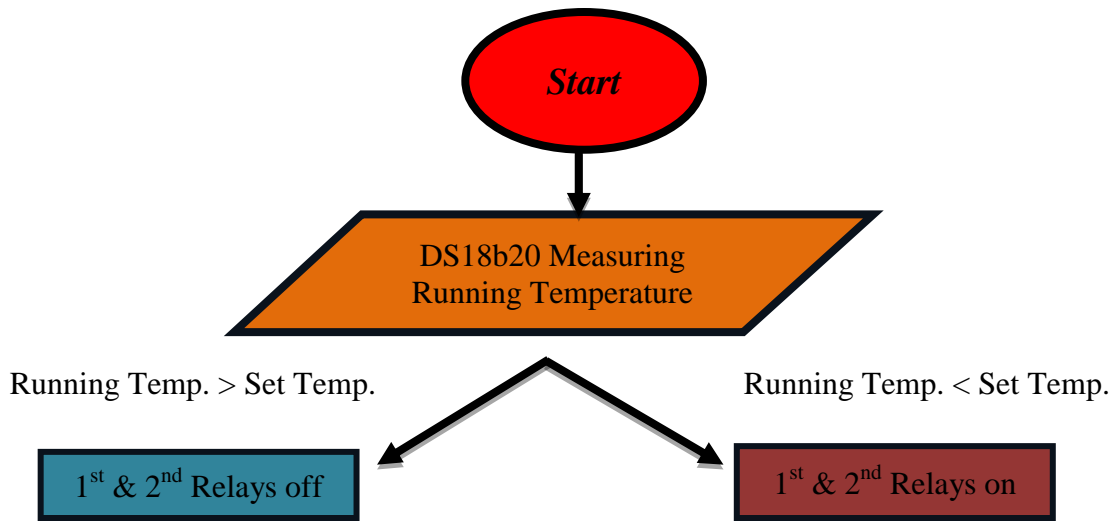 Start
DS18b20 Measuring
Running Temperature
Running Temp. > Set Temp.
Running Temp. < Set Temp.
1st & 2nd Relays off
1st & 2nd Relays on